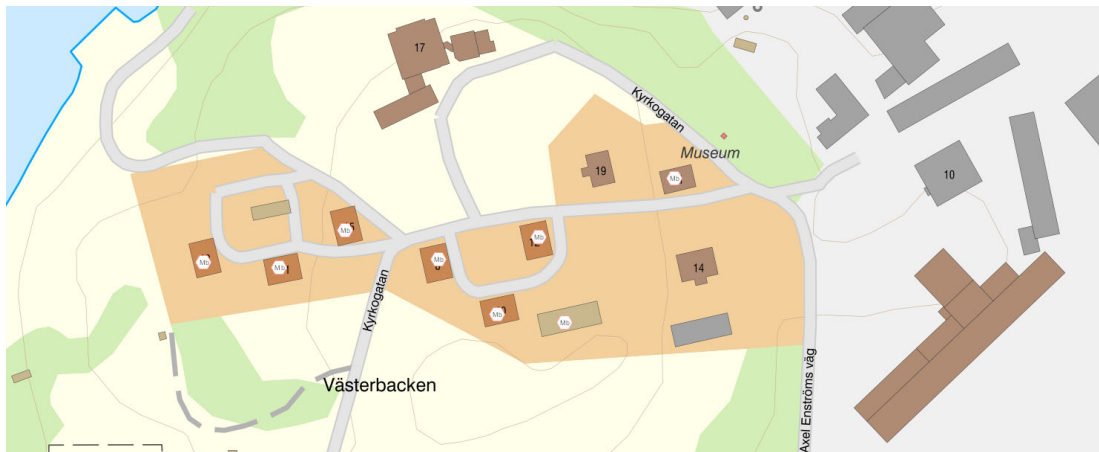 17
Kyrkogatan
Museum
19
Mb
10
Mb
Mb
12
Mb
Mb
Mb
Mb
14
Mb
Mb
Kyrkogatan
Västerbacken
Axel Enströms väg